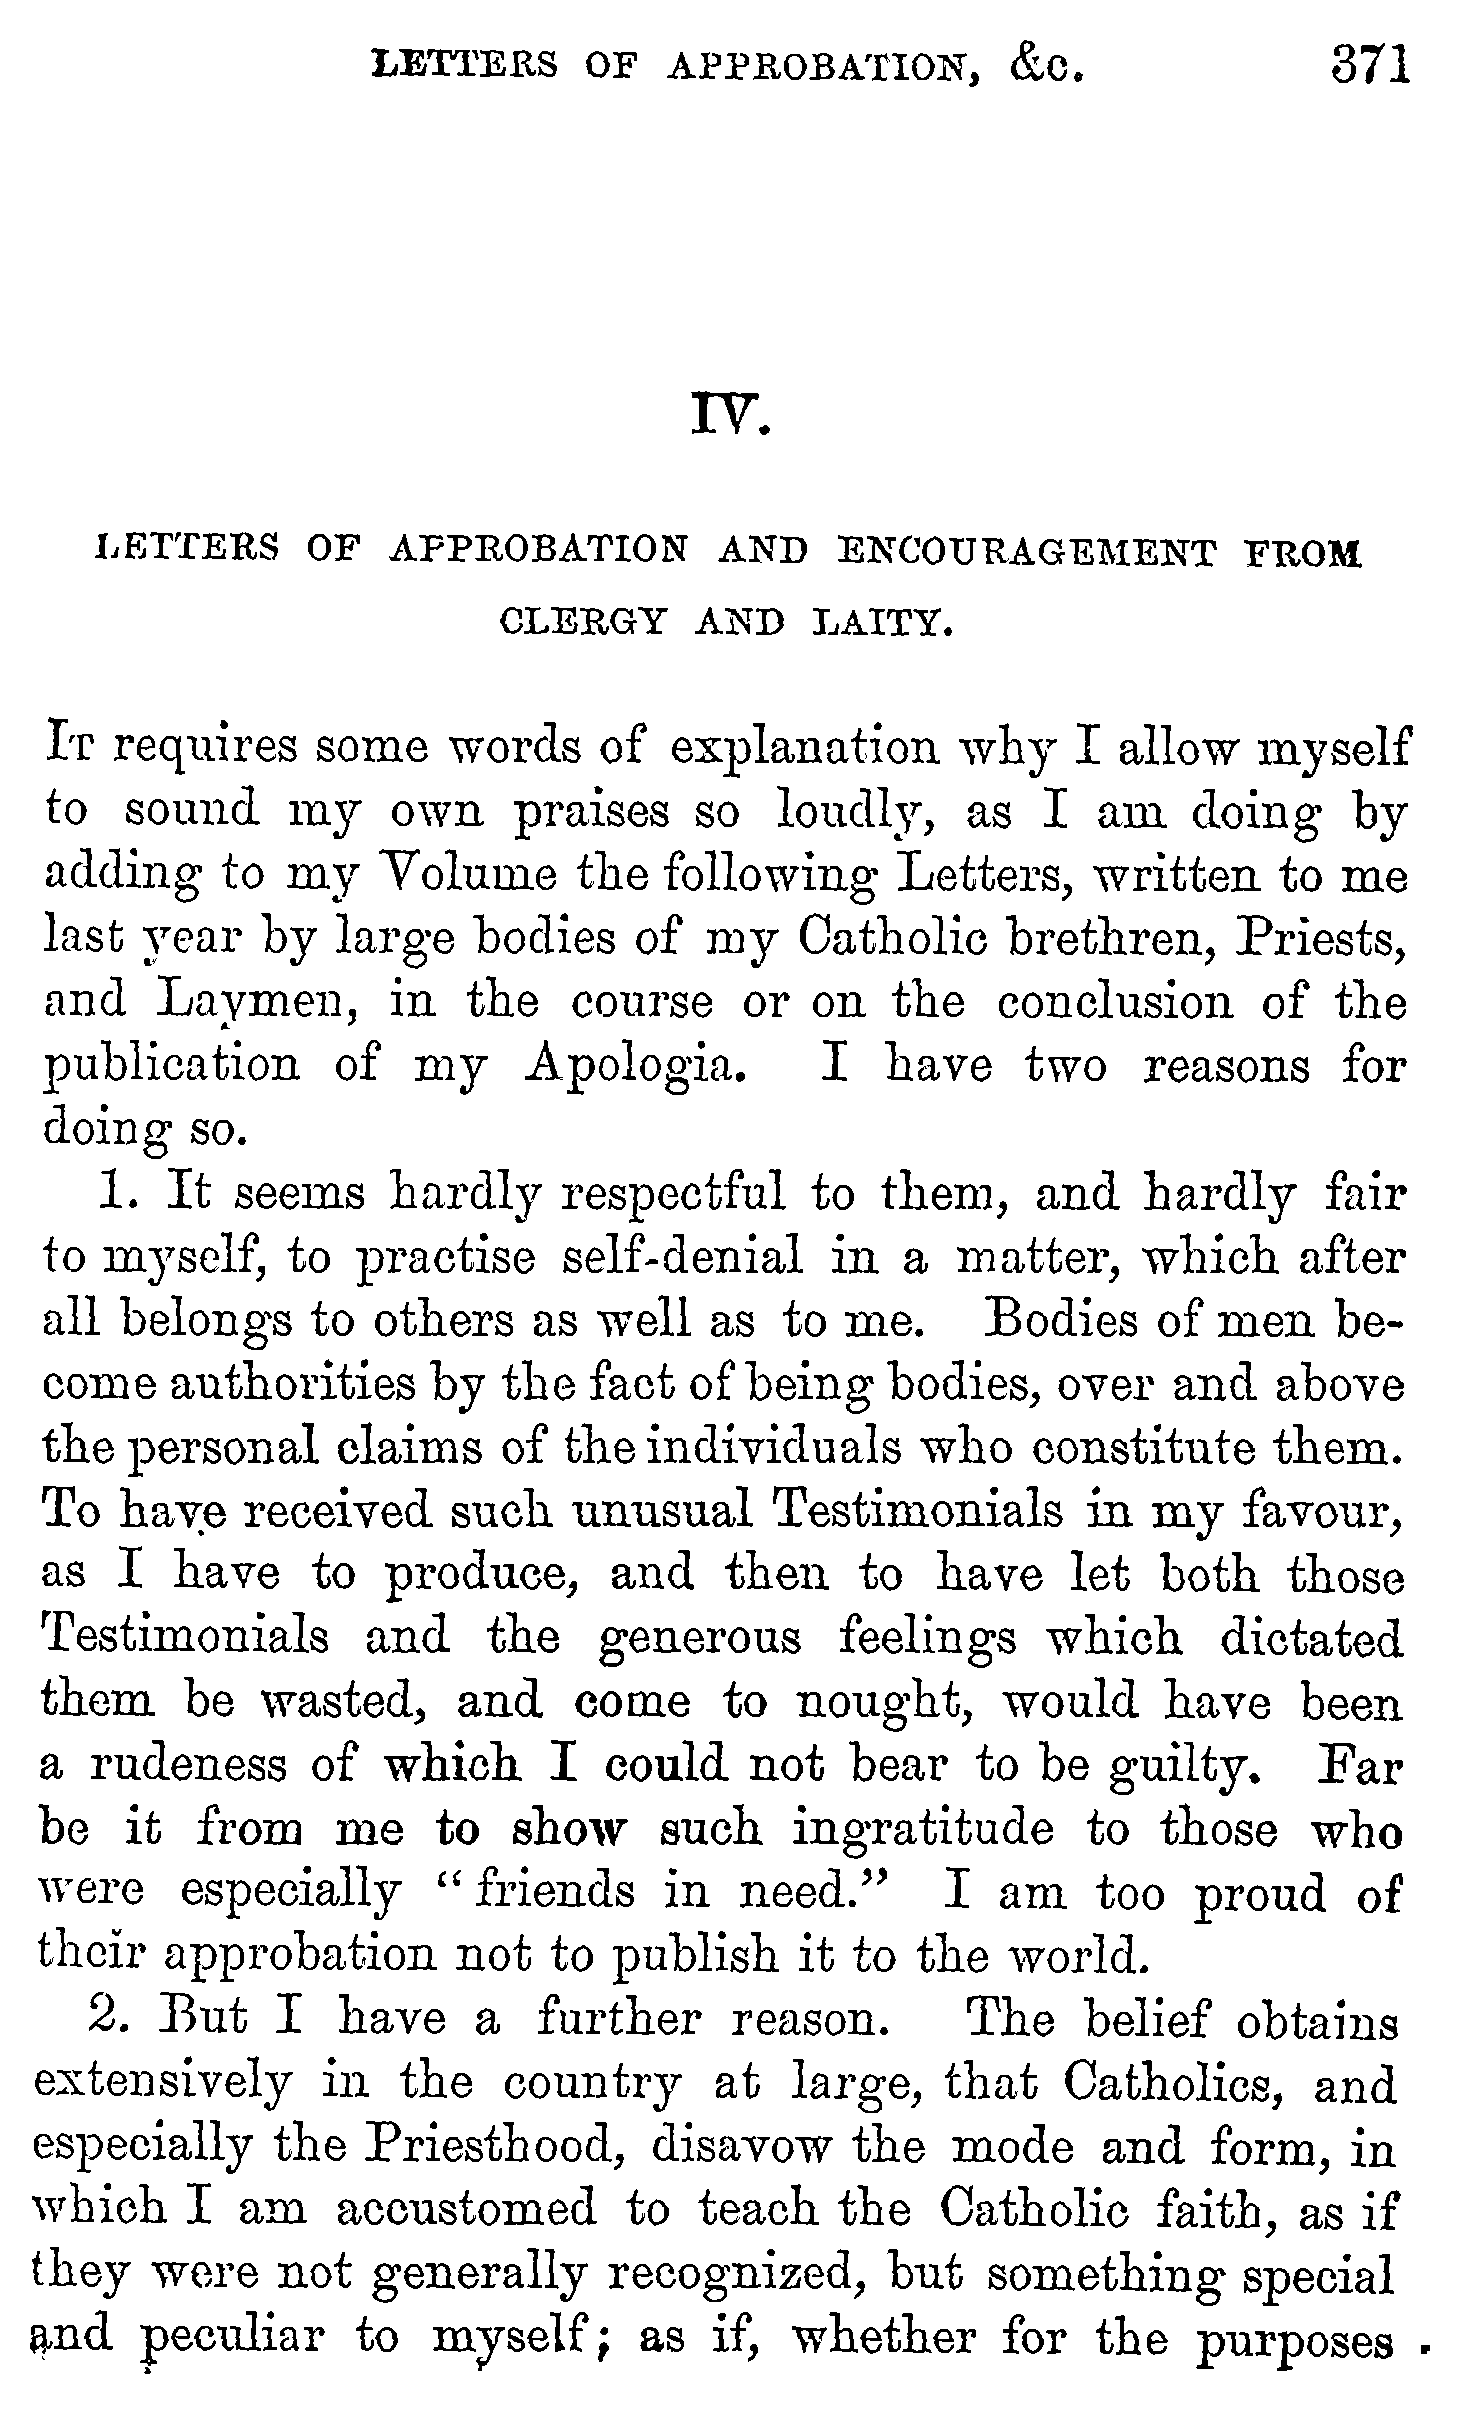 LETTERS OF APPROBATION, &c. 371
IV.
LETTERS OF APPROBATION AND ENCOURAGEMENT FROM
CLERGY AND LAITY.
IT requires some words of explanation why I allow myself
to sound my own praises so loudly, as I am doing by
adding to my Volume the following Letters, written to me
last year by large bodies of my Catholic brethren, Priests,
and Laymen, in the course or on the conclusion of the
publication of my Apologia. I have two reasons for
doing so.
1. It seems hardly respectful to them, and hardly fair
to myself, to practise self-denial in a matter, which after
all belongs to others as well as to me. Bodies of men be-
come authorities by the fact of being bodies, over and above
the personal claims of the individuals who constitute them.
To have received such unusual Testimonials in my favour,
as I have to produce, and then to have let both those
Testimonials and the generous feelings which dictated
them be wasted, and come to nought, would have been
a rudeness of which I could not bear to be guilty. Far
be it from me to show such ingratitude to those who
were especially “friends in need.” I am too proud of
their approbation not to publish it to the world.
2. But I have a further reason. The belief obtains
extensively in the country at large, that Catholics, and
especially the Priesthood, disavow the mode and form, in
which I am accustomed to teach the Catholic faith, as if
they were not generally recognized, but something special
and peculiar to myself; as if, whether for the purposes